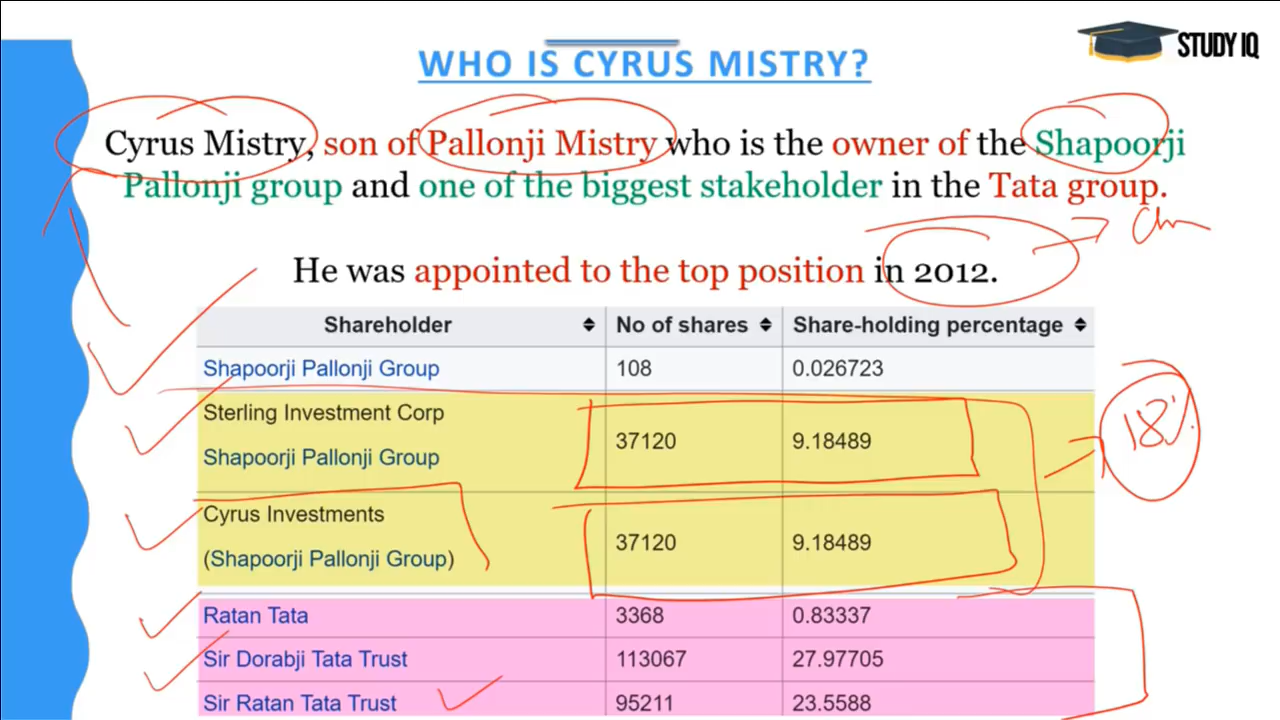 STUDY IQ
WHO IS CYRUS MISTRY?
Cyrus Mistry, son of Pallonji Mistry who is the owner of the Shapoorji
Pallonji group and one of the biggest stakeholder in the Tata group.
He was appointed to the top position in 2012.
Shareholder No of shares Share-holding percentage
Shapoorji Pallonji Group 108 0.026723
Sterling Investment Corp
Shapoorji Pallonji Group
37120 9.18489
18%
Cyrus Investments
(Shapoorji Pallonji Group)
37120 9.18489
Ratan Tata 3368 0.83337
Sir Dorabji Tata Trust 113067 27.97705
Sir Ratan Tata Trust 95211 23.5588